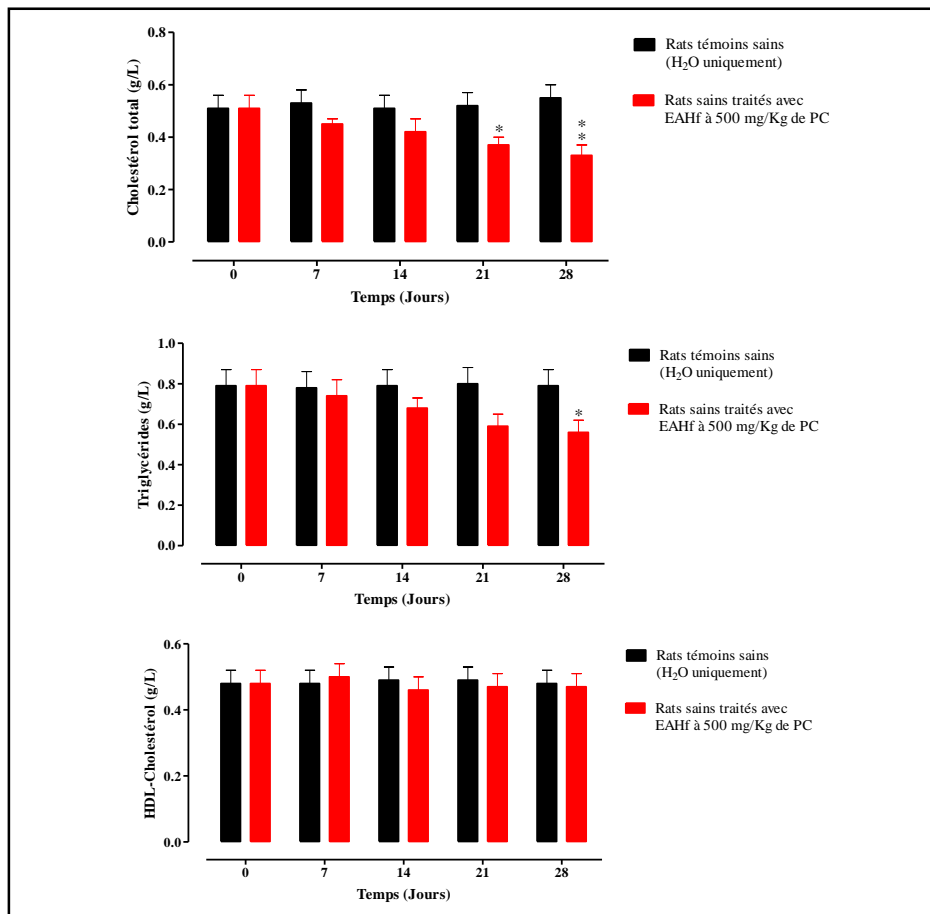 0.8
0.6
0.4
0.2
0.0
Cholestérol total (g/L)
*
*
*
0 7 14 21 28
Temps (Jours)
Rats témoins sains
(H₂O uniquement)
Rats sains traités avec
EAHf à 500 mg/Kg de PC
1.0
0.8
0.6
0.4
0.2
0.0
Triglycérides (g/L)
*
0 7 14 21 28
Temps (Jours)
Rats témoins sains
(H₂O uniquement)
Rats sains traités avec
EAHf à 500 mg/Kg de PC
0.6
0.4
0.2
0.0
HDL-Cholestérol (g/L)
0 7 14 21 28
Temps (Jours)
Rats témoins sains
(H₂O uniquement)
Rats sains traités avec
EAHf à 500 mg/Kg de PC